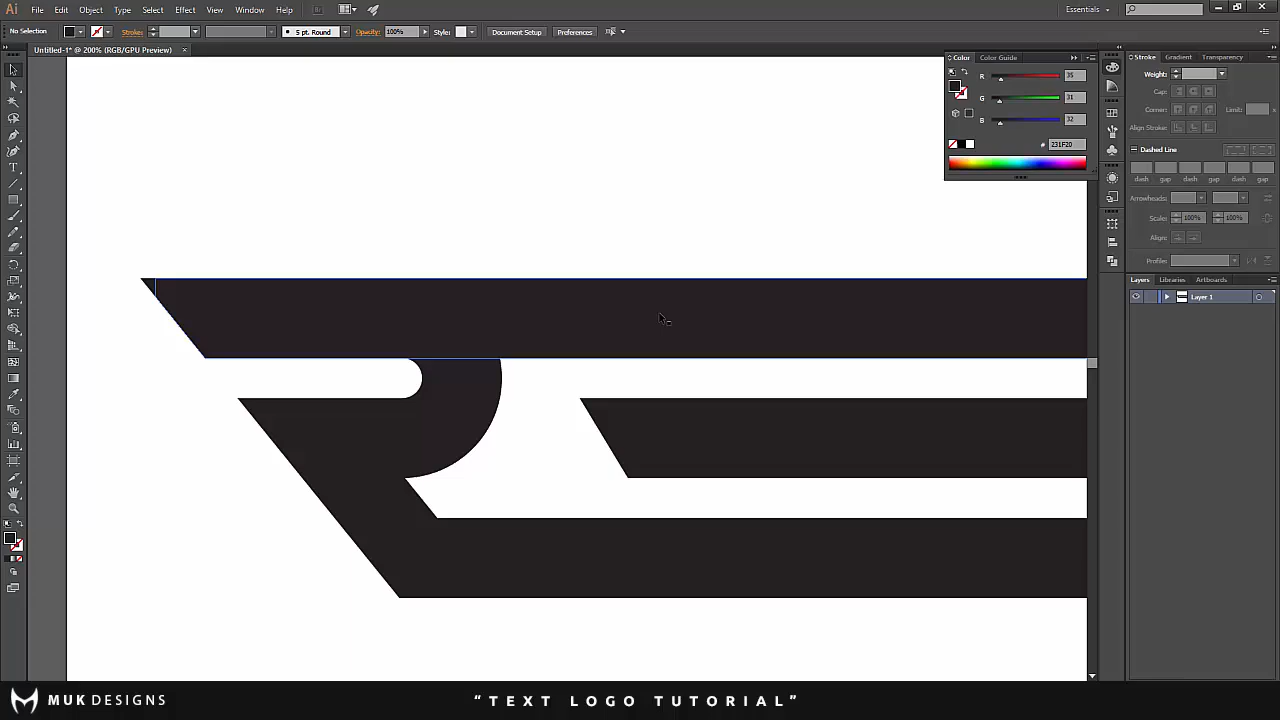 Ai File Edit Object Type Select Effect View Window Help Br Essentials
No Selection Stroke: 5 pt. Round Opacity: 100% Style: Document Setup Preferences
Untitled-1* @ 200% (RGB/GPU Preview) ×
Color Color Guide
R 35
G 31
B 32
# 231F20
Stroke Gradient Transparency
Weight:
Cap:
Corner: Limit: x
Align Stroke:
Dashed Line
dash gap dash gap dash gap
Arrowheads:
Scale: 100% 100%
Align:
Profile:
Layers Libraries Artboards
Layer 1
MUK DESIGNS
“TEXT LOGO TUTORIAL”